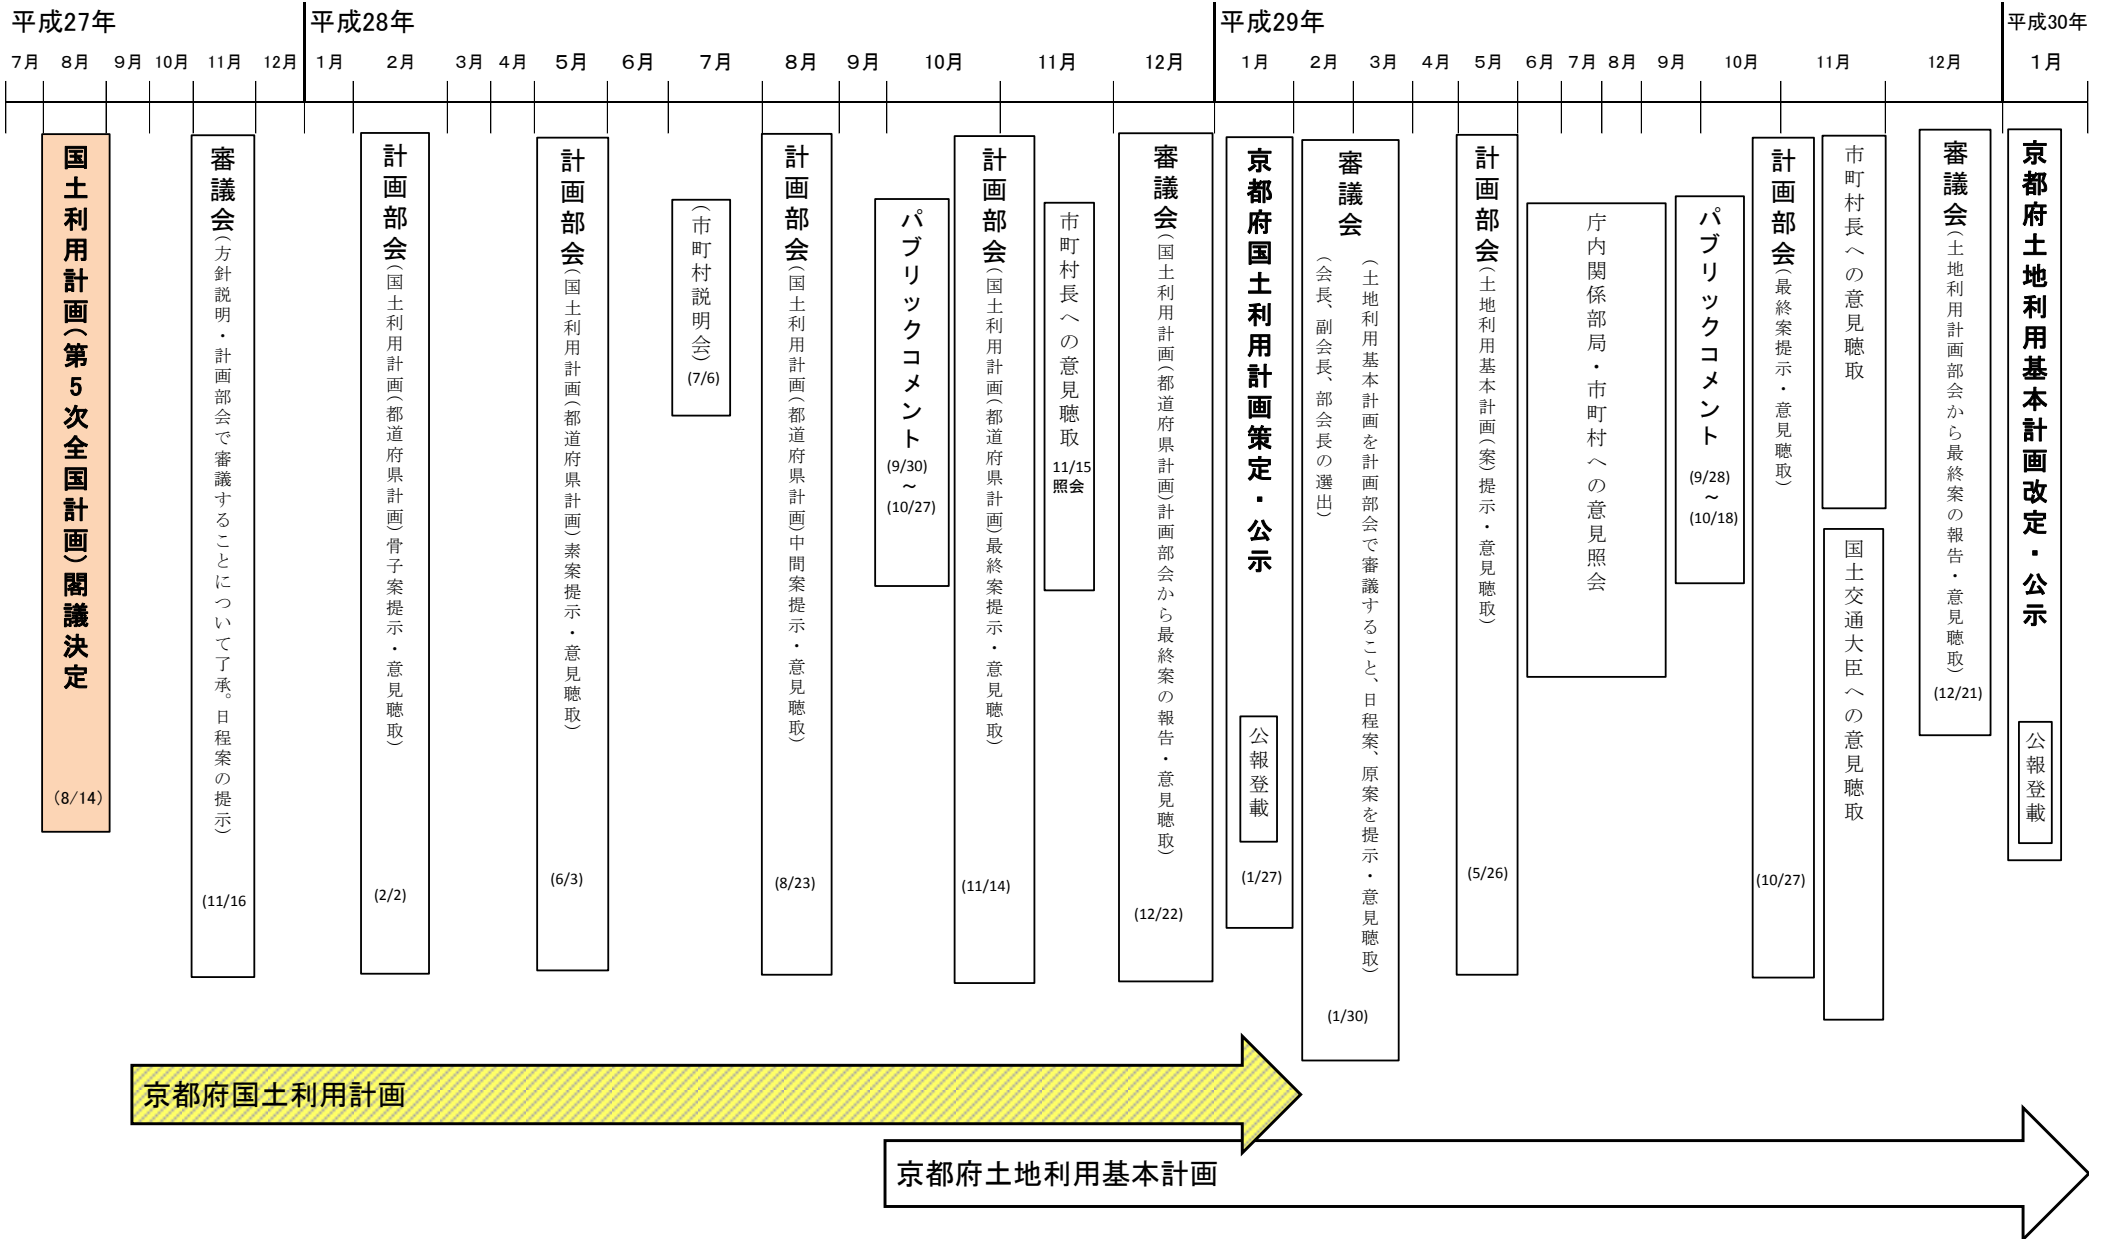 平成27年
平成28年
平成29年
平成30年
7月 8月 9月 10月 11月 12月 1月 2月 3月 4月 5月 6月 7月 8月 9月 10月 11月 12月 1月 2月 3月 4月 5月 6月 7月 8月 9月 10月 11月 12月 1月
国土利用計画（第5次全国計画）閣議決定
(8/14)
審議会（方針説明・計画部会で審議することについて了承。日程案の提示）
(11/16
計画部会（国土利用計画（都道府県計画）骨子案提示・意見聴取）
(2/2)
計画部会（国土利用計画（都道府県計画）素案提示・意見聴取）
(6/3)
（市町村説明会）
(7/6)
計画部会（国土利用計画（都道府県計画）中間案提示・意見聴取）
(8/23)
パブリックコメント
(9/30)
～
(10/27)
計画部会（国土利用計画（都道府県計画）最終案提示・意見聴取）
(11/14)
市町村長への意見聴取
11/15
照会
審議会（国土利用計画（都道府県計画）計画部会から最終案の報告・意見聴取）
(12/22)
京都府国土利用計画策定・公示
公報登載
(1/27)
審議会
（土地利用基本計画を計画部会で審議すること、日程案、原案を提示・意見聴取）
（会長、副会長、部会長の選出）
(1/30)
計画部会（土地利用基本計画（案）提示・意見聴取）
(5/26)
庁内関係部局・市町村への意見照会
パブリックコメント
(9/28)
～
(10/18)
計画部会（最終案提示・意見聴取）
(10/27)
市町村長への意見聴取
国土交通大臣への意見聴取
審議会（土地利用計画部会から最終案の報告・意見聴取）
(12/21)
京都府土地利用基本計画改定・公示
公報登載
京都府国土利用計画
京都府土地利用基本計画